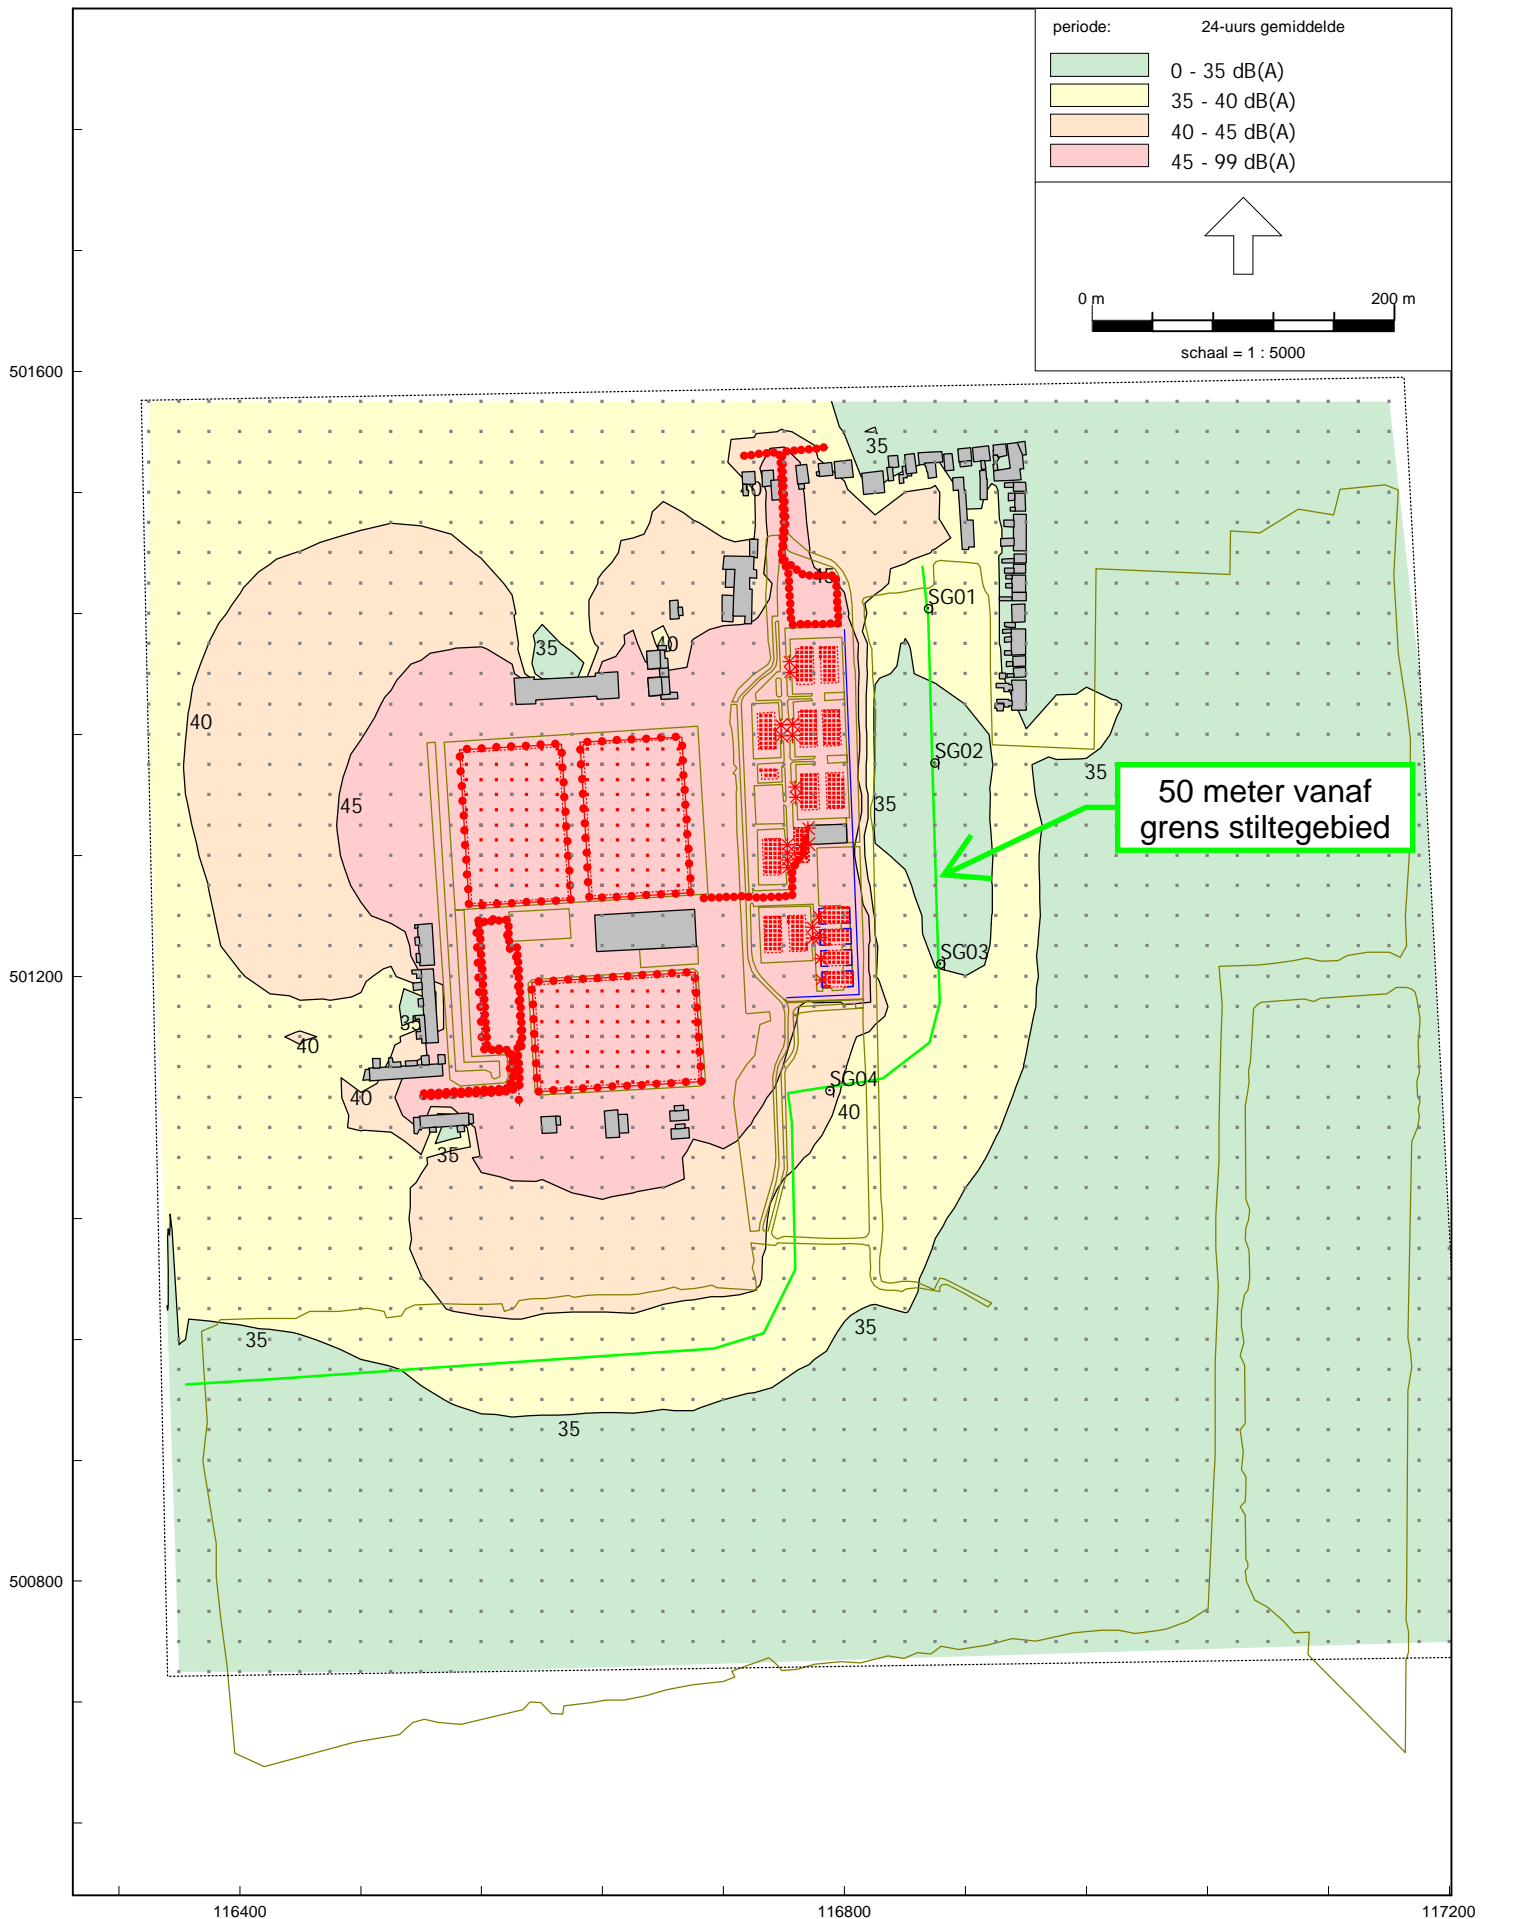 periode: 24-uurs gemiddelde
0 - 35 dB(A)
35 - 40 dB(A)
40 - 45 dB(A)
45 - 99 dB(A)
0 m 200 m
schaal = 1 : 5000
501600
35
40
45
SG01
35
40
40
SG02
35
45
35
50 meter vanaf
grens stiltegebied
SG03
501200
35
40
SG04
40
40
35
35
35
35
500800
116400 116800 117200